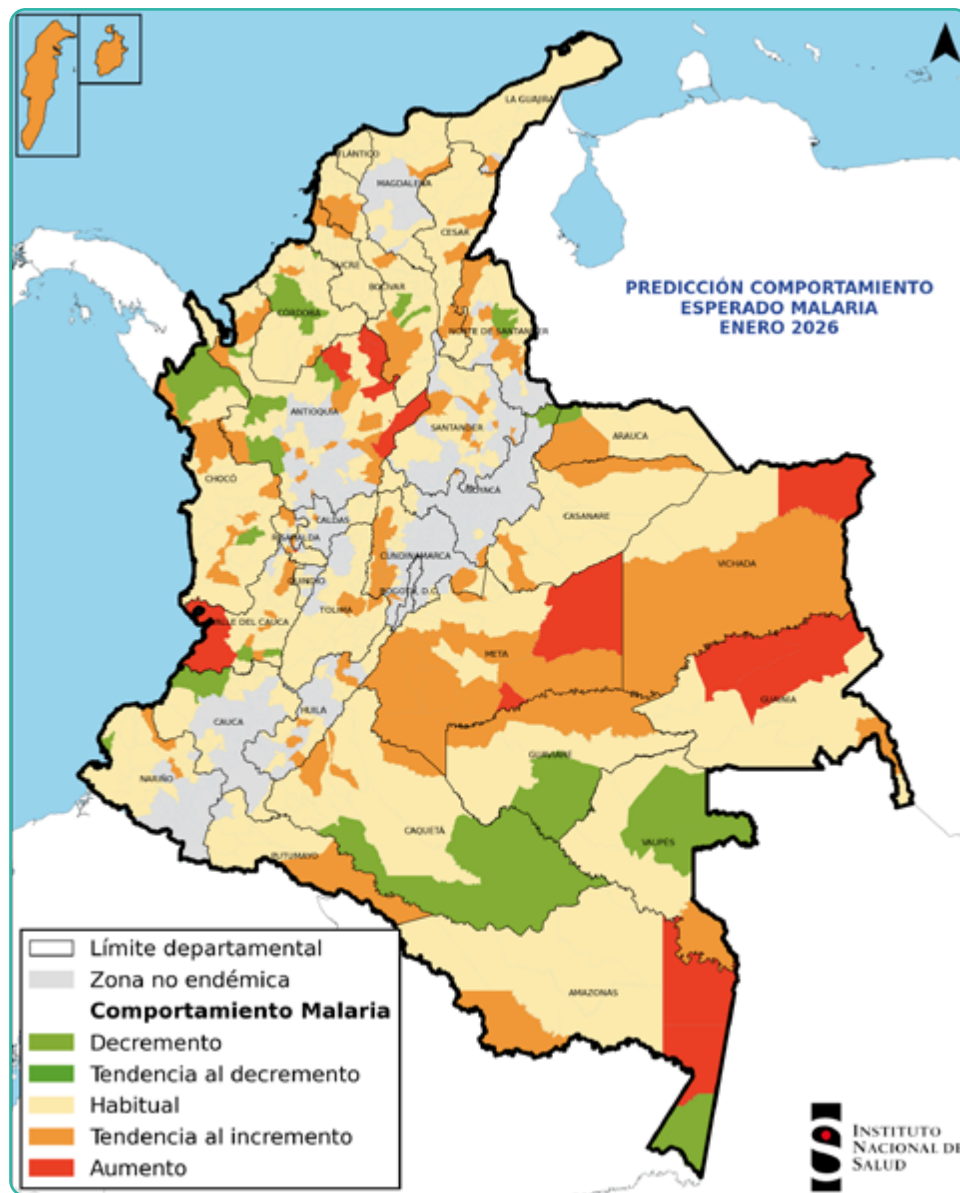 LA GUAJIRA
ATLÁNTICO
MAGDALENA
CESAR
SUCRE
BOLÍVAR
CÓRDOBA
NORTE DE SANTANDER
PREDICCIÓN COMPORTAMIENTO
ESPERADO MALARIA
ENERO 2026
ANTIOQUIA
SANTANDER
ARAUCA
CHOCÓ
BOYACÁ
CALDAS
CASANARE
RISARALDA
CUNDINAMARCA
VICHADA
QUINDIO
BOGOTÁ, D.C.
TOLIMA
VALLE DEL CAUCA
META
CAUCA
HUILA
GUAINÍA
GUAVIARE
NARIÑO
CAQUETÁ
VAUPÉS
PUTUMAYO
AMAZONAS
Límite departamental
Zona no endémica
Comportamiento Malaria
Decremento
Tendencia al decremento
Habitual
Tendencia al incremento
Aumento
INSTITUTO
NACIONAL DE
SALUD